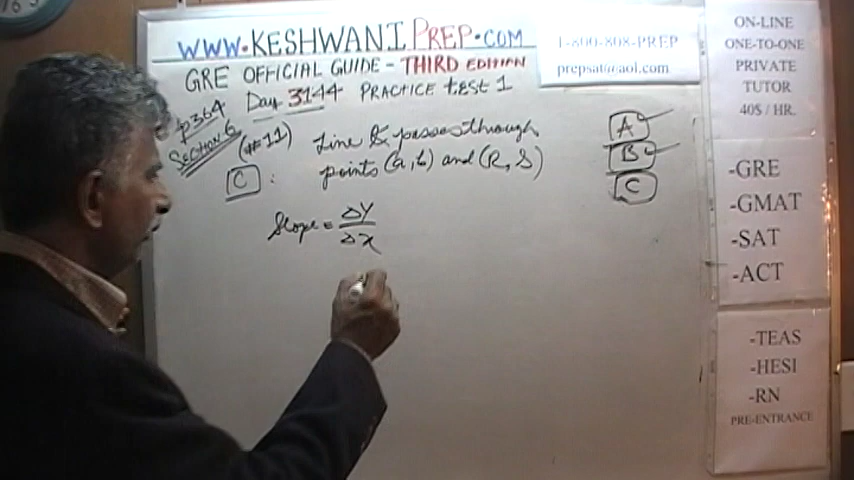 WWW.KESHWANIPREP.COM
GRE OFFICIAL GUIDE - THIRD EDITION
p364 Day 3144 PRACTICE tEST 1
SECTION 6
(#11) Line k passes through
C : points (a, b) and (R, S)
Slope = ΔY
Δx
A
B
C
1-800-808-PREP
prepsat@aol.com
ON-LINE
ONE-TO-ONE
PRIVATE
TUTOR
40$ / HR.
-GRE
-GMAT
-SAT
-ACT
-TEAS
-HESI
-RN
PRE-ENTRANCE